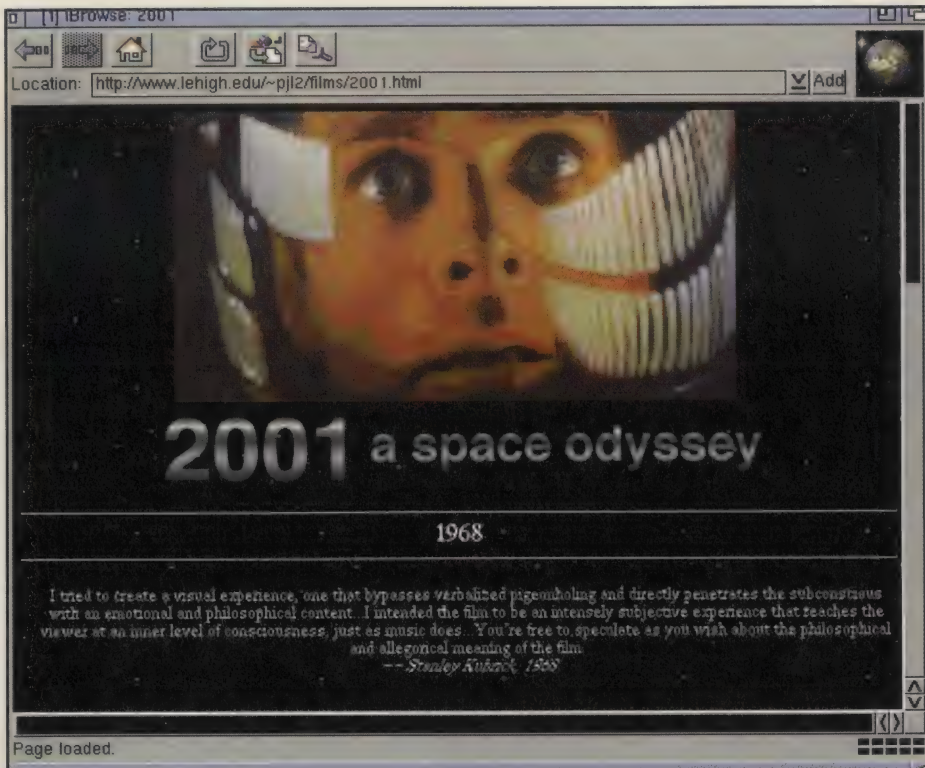 [1] IBrowse: 2001
Location: http://www.lehigh.edu/~pjl2/films/2001.html Add
2001 a space odyssey
1968
I tried to create a visual experience, one that bypasses verbalized pigeonholing and directly penetrates the subconscious
with an emotional and philosophical content...I intended the film to be an intensely subjective experience that reaches the
viewer at an inner level of consciousness, just as music does...You're free to speculate as you wish about the philosophical
and allegorical meaning of the film
-- Stanley Kubrick, 1968
Page loaded.